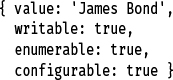 { value: 'James Bond',
writable: true,
enumerable: true,
configurable: true }